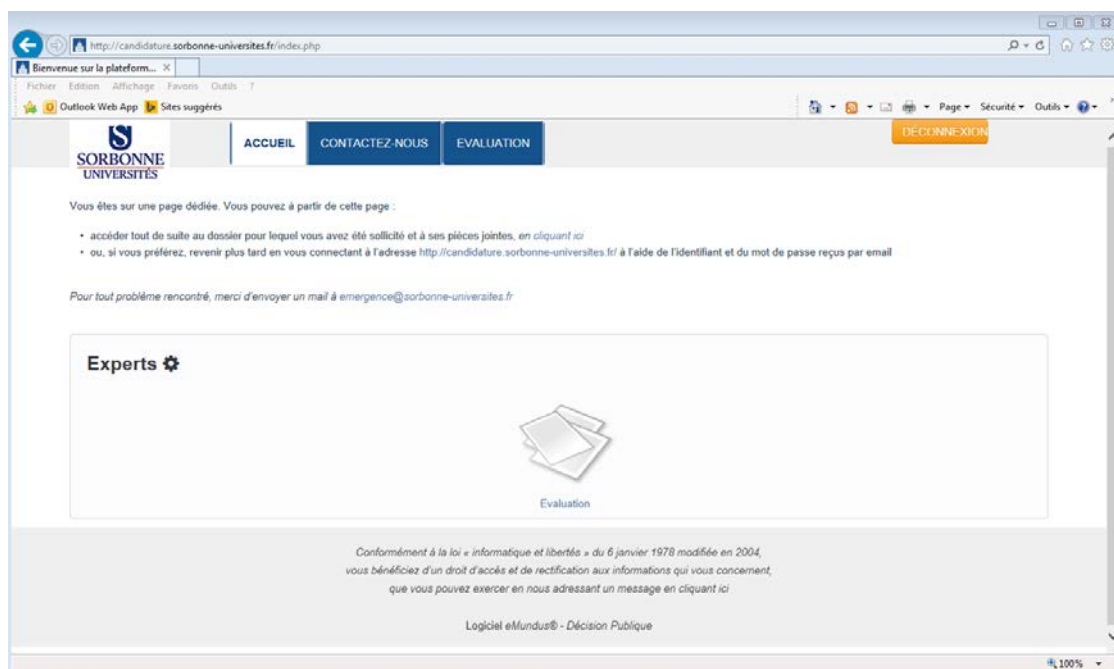 http://candidature.sorbonne-universites.fr/index.php
Bienvenue sur la plateform...
Fichier Edition Affichage Favoris Outils ?
Outlook Web App Sites suggérés Page Sécurité Outils
S
SORBONNE
UNIVERSITÉS
ACCUEIL CONTACTEZ-NOUS EVALUATION DÉCONNEXION
Vous êtes sur une page dédiée. Vous pouvez à partir de cette page :
• accéder tout de suite au dossier pour lequel vous avez été sollicité et à ses pièces jointes, en cliquant ici
• ou, si vous préférez, revenir plus tard en vous connectant à l'adresse http://candidature.sorbonne-universites.fr/ à l'aide de l'identifiant et du mot de passe reçus par email
Pour tout problème rencontré, merci d'envoyer un mail à emergence@sorbonne-universites.fr
Experts
Evaluation
Conformément à la loi « informatique et libertés » du 6 janvier 1978 modifiée en 2004,
vous bénéficiez d'un droit d'accès et de rectification aux informations qui vous concernent,
que vous pouvez exercer en nous adressant un message en cliquant ici
Logiciel eMundus® - Décision Publique
100%